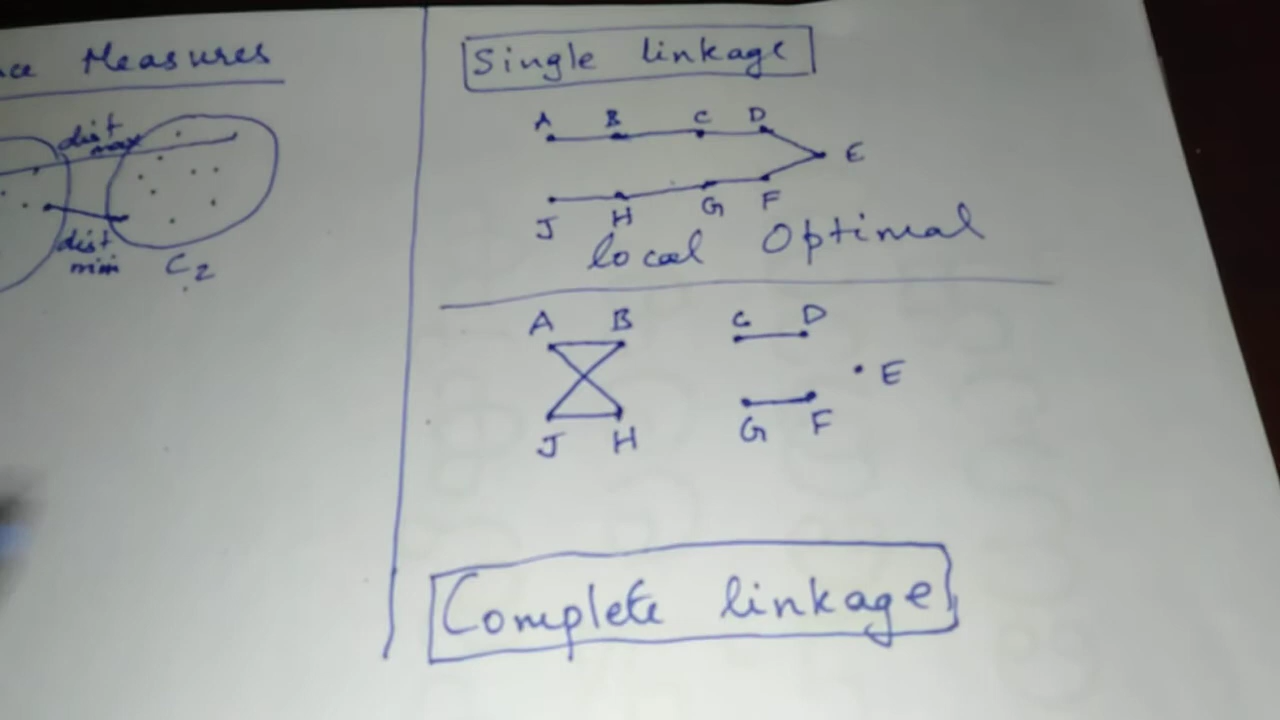 Measures
dist
max
dist
min
C2
Single linkage
A B C D
E
J H G F
local Optimal
A B C D
E
J H G F
Complete linkage